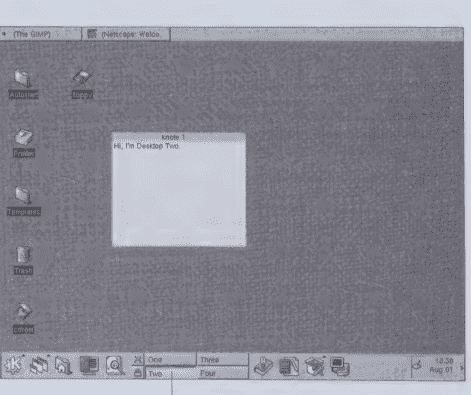 (The GIMP)
(Netscape: Welco..
Autostart
floppy
knote 1
Hi, I'm Desktop Two.
Printer
Templates
Trash
cdrom
One
Three
Two
Four
18:38
Aug 01